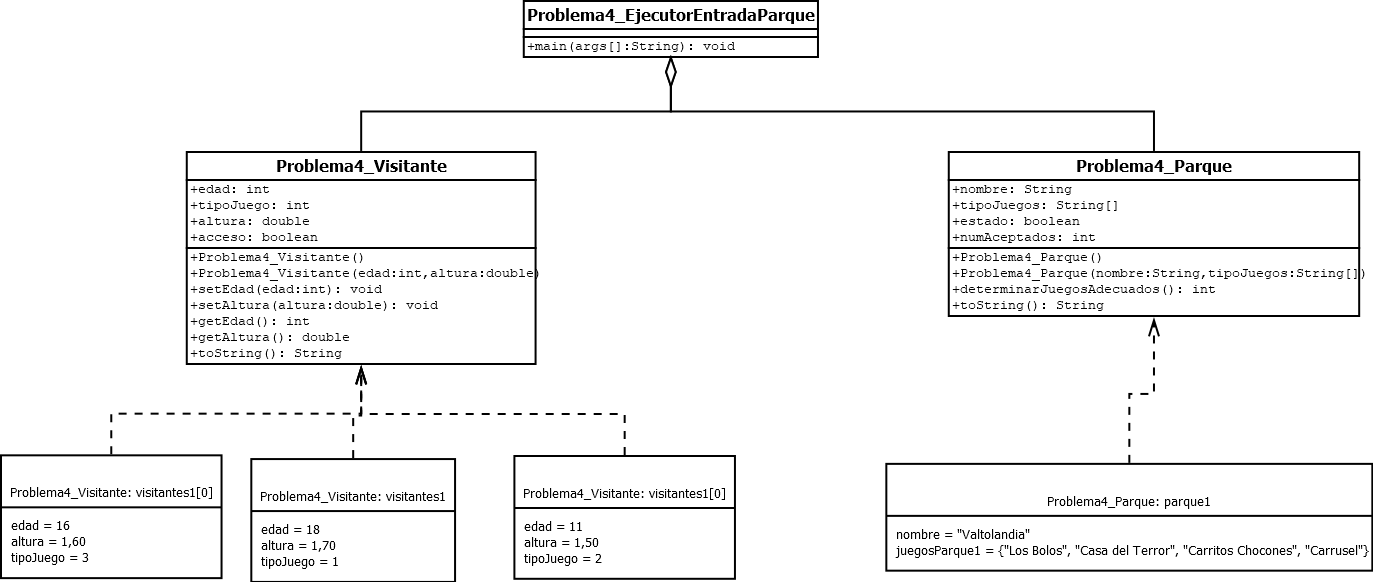 Problema4_EjecutorEntradaParque
+main(args[]:String): void
Problema4_Visitante
+edad: int
+tipoJuego: int
+altura: double
+acceso: boolean
+Problema4_Visitante()
+Problema4_Visitante(edad:int,altura:double)
+setEdad(edad:int): void
+setAltura(altura:double): void
+getEdad(): int
+getAltura(): double
+toString(): String
Problema4_Parque
+nombre: String
+tipoJuegos: String[]
+estado: boolean
+numAceptados: int
+Problema4_Parque()
+Problema4_Parque(nombre:String,tipoJuegos:String[])
+determinarJuegosAdecuados(): int
+toString(): String
Problema4_Visitante: visitantes1[0]
edad = 16
altura = 1,60
tipoJuego = 3
Problema4_Visitante: visitantes1
edad = 18
altura = 1,70
tipoJuego = 1
Problema4_Visitante: visitantes1[0]
edad = 11
altura = 1,50
tipoJuego = 2
Problema4_Parque: parque1
nombre = "Valtolandia"
juegosParque1 = {"Los Bolos", "Casa del Terror", "Carritos Chocones", "Carrusel"}